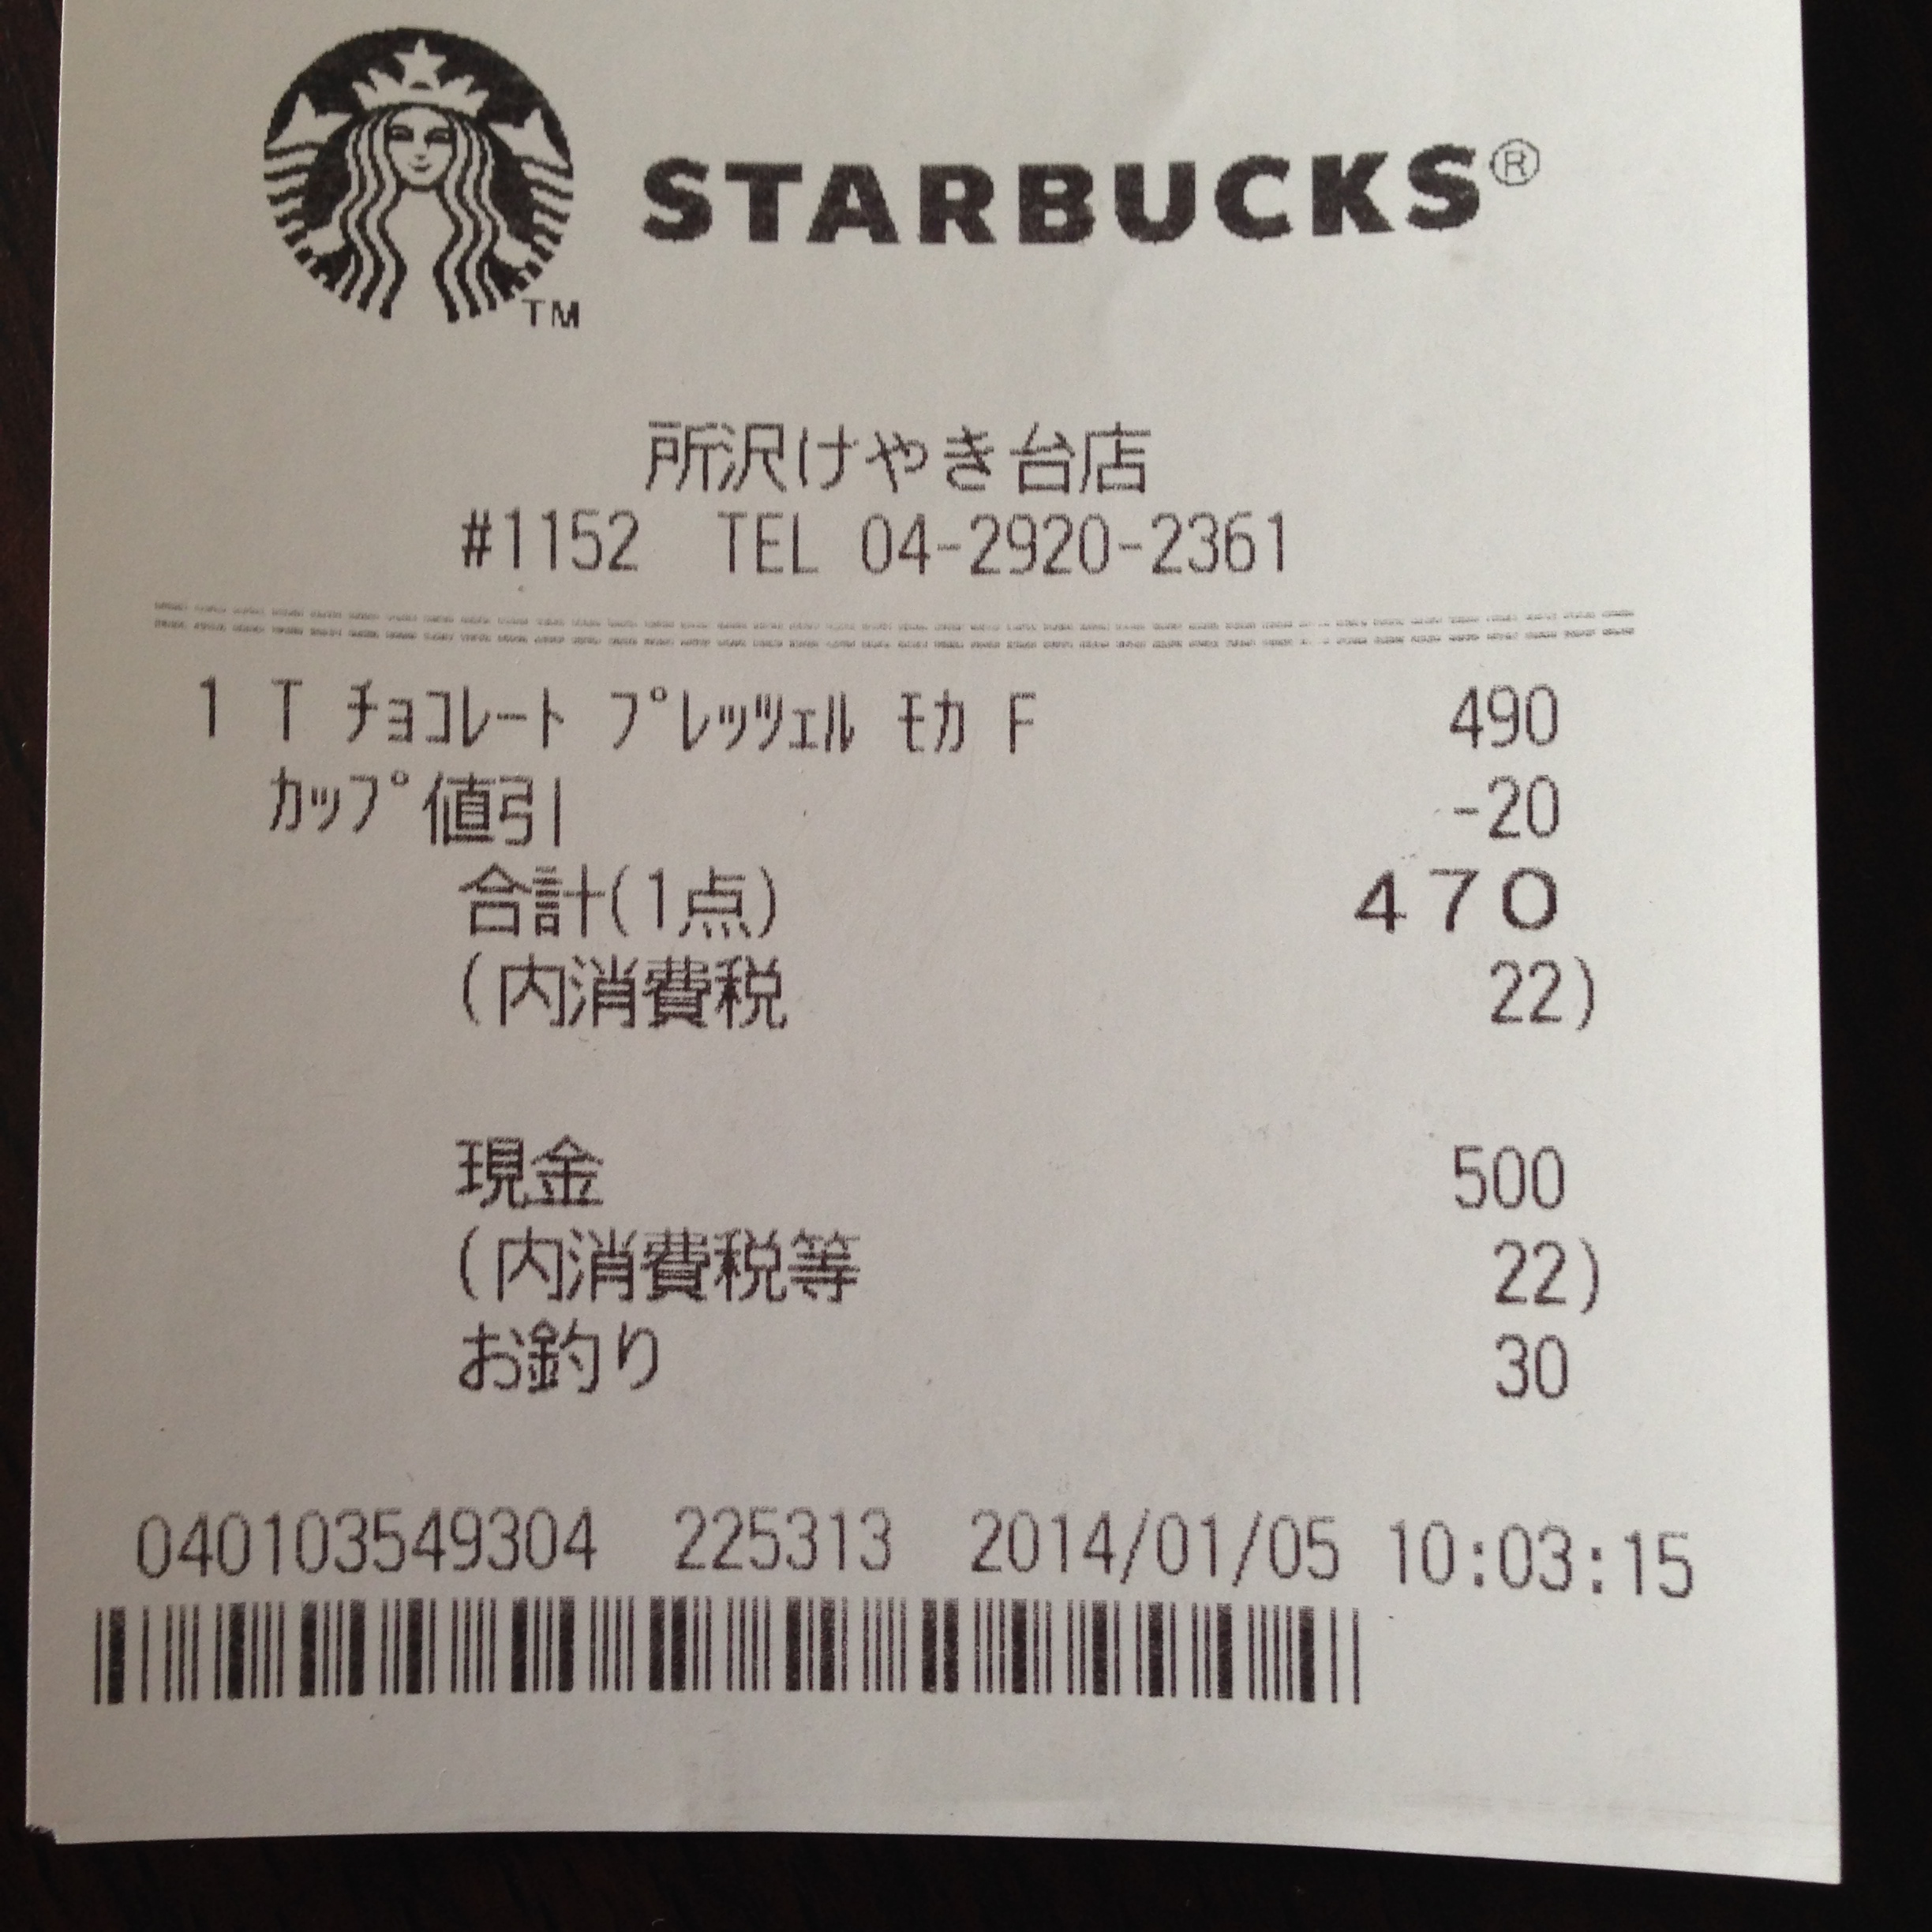 STARBUCKS®
TM
所沢けやき台店
#1152 TEL 04-2920-2361
1 T ﾁｮｺﾚｰﾄ ﾌﾟﾚｯﾂｪﾙ ﾓｶ F 490
ｶｯﾌﾟ値引 -20
合計(1点) 470
(内消費税 22)
現金 500
(内消費税等 22)
お釣り 30
040103549304 225313 2014/01/05 10:03:15